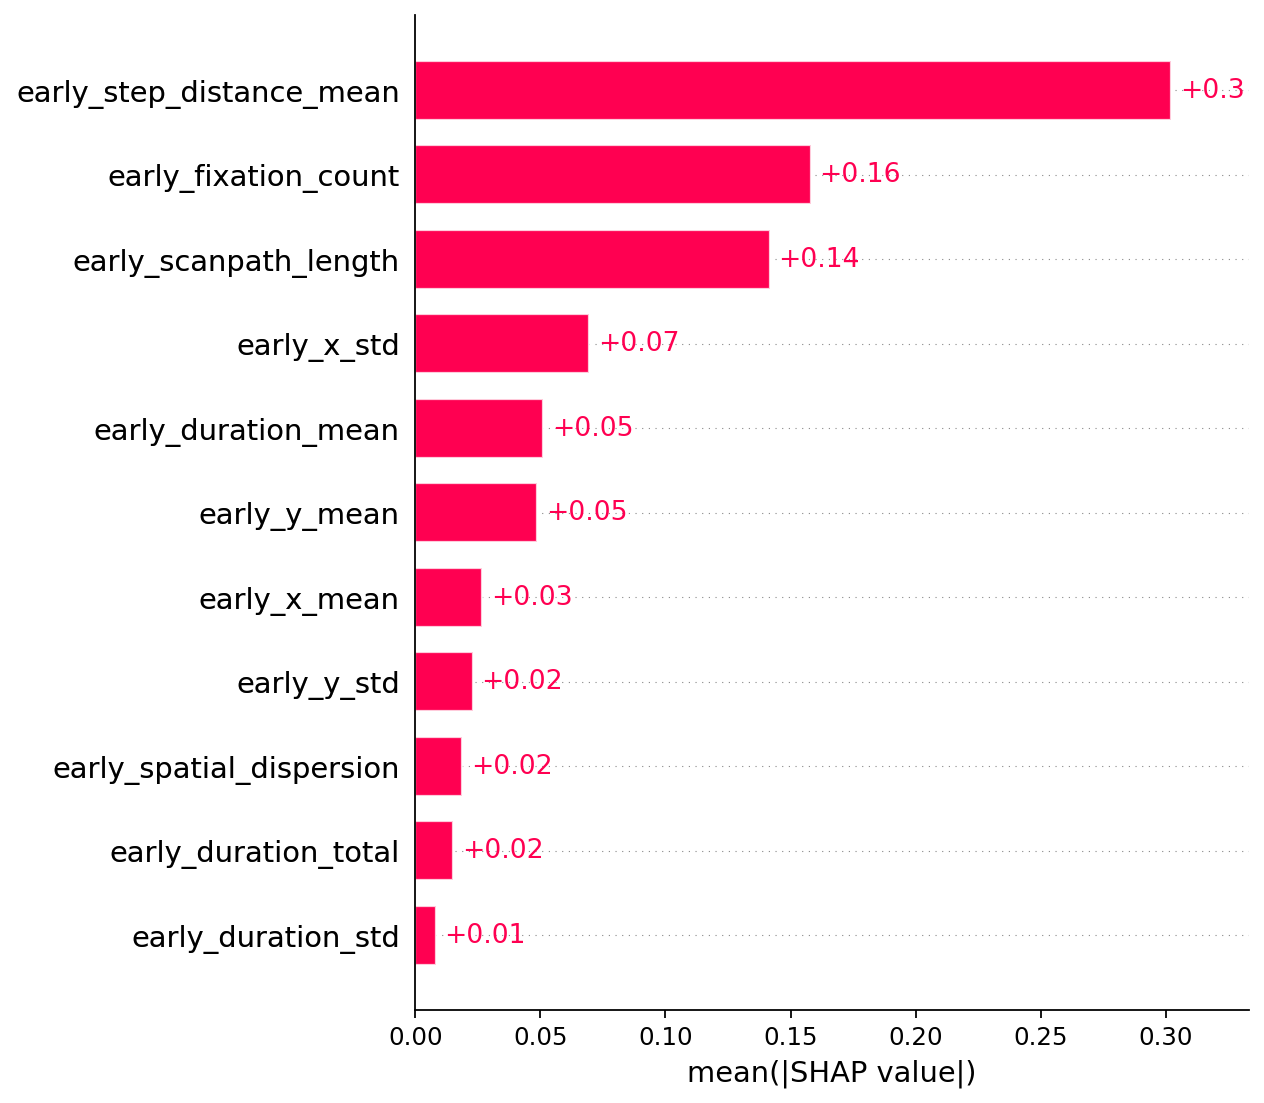 early_step_distance_mean +0.3
early_fixation_count +0.16
early_scanpath_length +0.14
early_x_std +0.07
early_duration_mean +0.05
early_y_mean +0.05
early_x_mean +0.03
early_y_std +0.02
early_spatial_dispersion +0.02
early_duration_total +0.02
early_duration_std +0.01
0.00 0.05 0.10 0.15 0.20 0.25 0.30
mean(|SHAP value|)